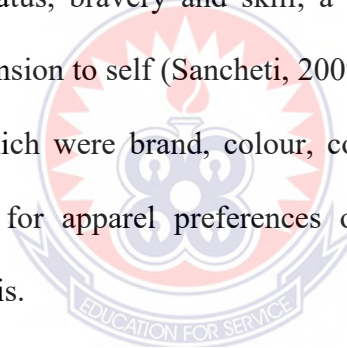 atus, bravery and skill, a
nsion to self (Sancheti, 200
ich were brand, colour, co
for apparel preferences o
is.
EDUCATION FOR SERVICE